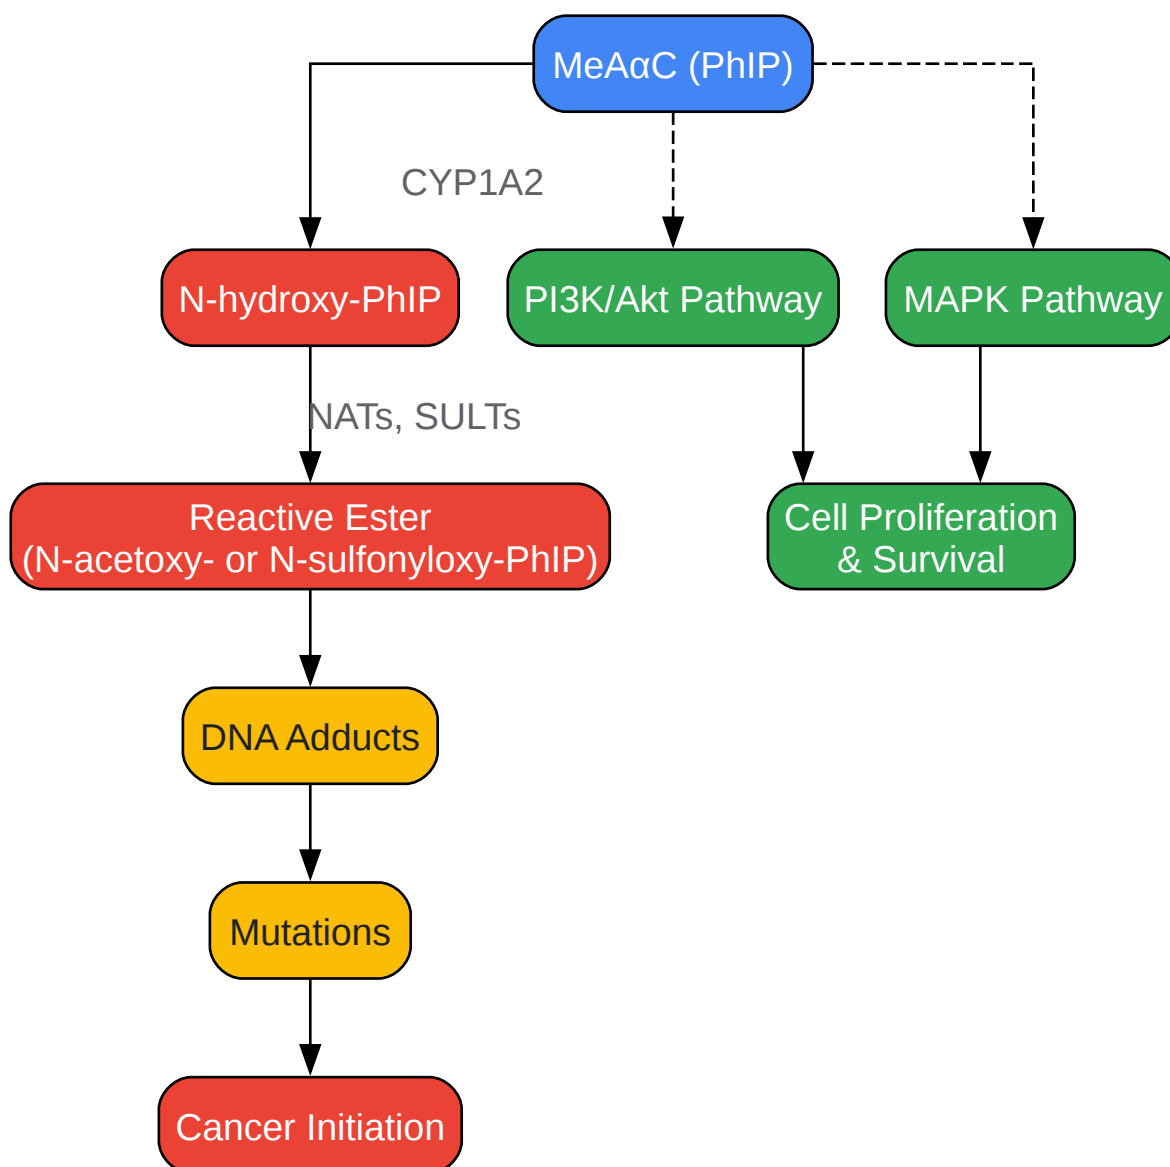 MeAαC (PhIP)
CYP1A2
N-hydroxy-PhIP
PI3K/Akt Pathway
MAPK Pathway
NATs, SULTs
Reactive Ester
(N-acetoxy- or N-sulfonyloxy-PhIP)
Cell Proliferation
& Survival
DNA Adducts
Mutations
Cancer Initiation